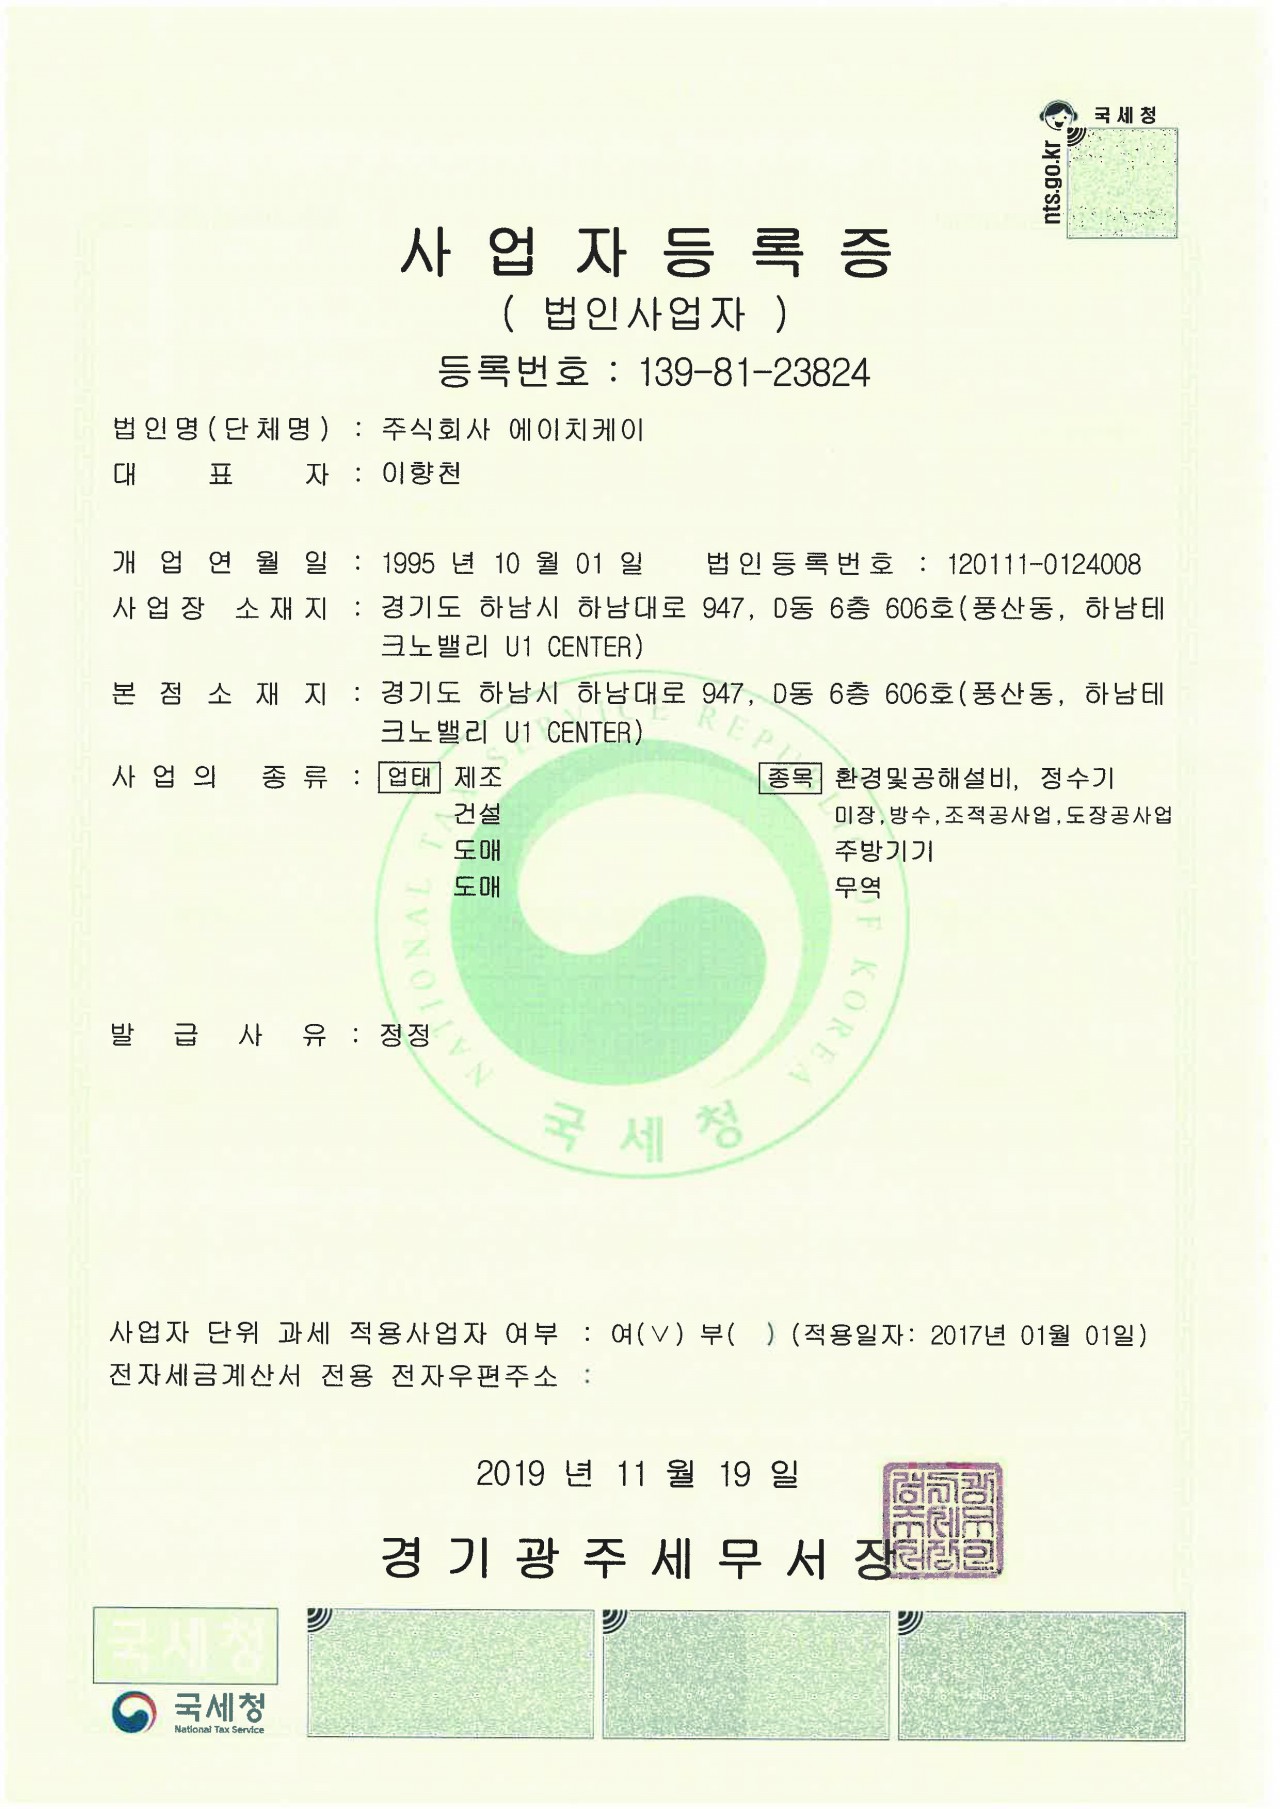 국세청
nts.go.kr
사업자등록증
( 법인사업자 )
등록번호 : 139-81-23824
법인명(단체명) : 주식회사 에이치케이
대표자 : 이향천
개업연월일 : 1995 년 10 월 01 일 법인등록번호 : 120111-0124008
사업장 소재지 : 경기도 하남시 하남대로 947, D동 6층 606호(풍산동, 하남테
크노밸리 U1 CENTER)
본점소재지 : 경기도 하남시 하남대로 947, D동 6층 606호(풍산동, 하남테
크노밸리 U1 CENTER)
사업의 종류 : 업태 제조 종목 환경및공해설비, 정수기
건설 미장,방수,조적공사업,도장공사업
도매 주방기기
도매 무역
NATIONAL TAX SERVICE REPUBLIC OF KOREA
발급사유 : 정정
국세청
사업자 단위 과세 적용사업자 여부 : 여(∨) 부( ) (적용일자: 2017년 01월 01일)
전자세금계산서 전용 전자우편주소 :
2019 년 11 월 19 일
경기광주세무서장
국세청
국세청
National Tax Service